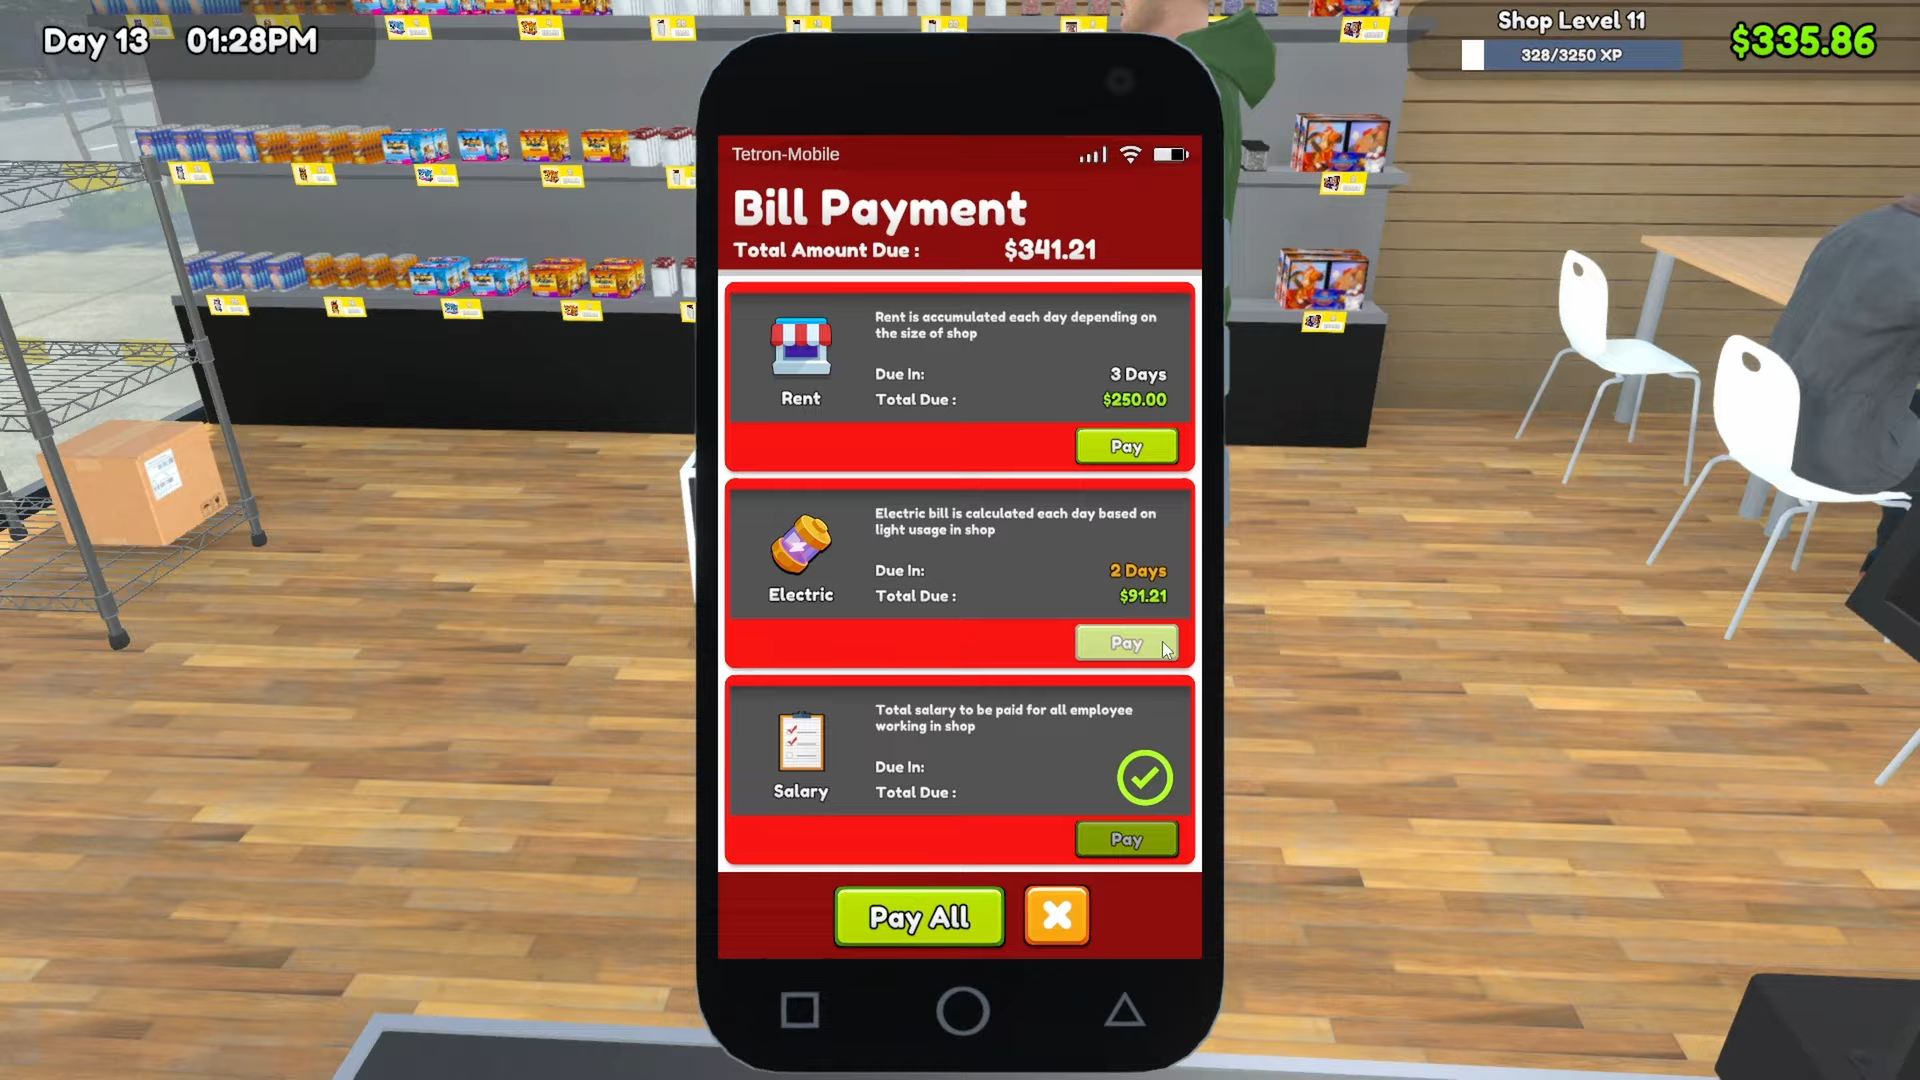 Day 13 01:28PM
Shop Level 11
328/3250 XP
$335.86
Tetron-Mobile
Bill Payment
Total Amount Due : $341.21
Rent is accumulated each day depending on
the size of shop
Due In: 3 Days
Total Due : $250.00
Rent
Pay
Electric bill is calculated each day based on
light usage in shop
Due In: 2 Days
Total Due : $91.21
Electric
Pay
Total salary to be paid for all employee
working in shop
Due In:
Total Due :
Salary
Pay
Pay All